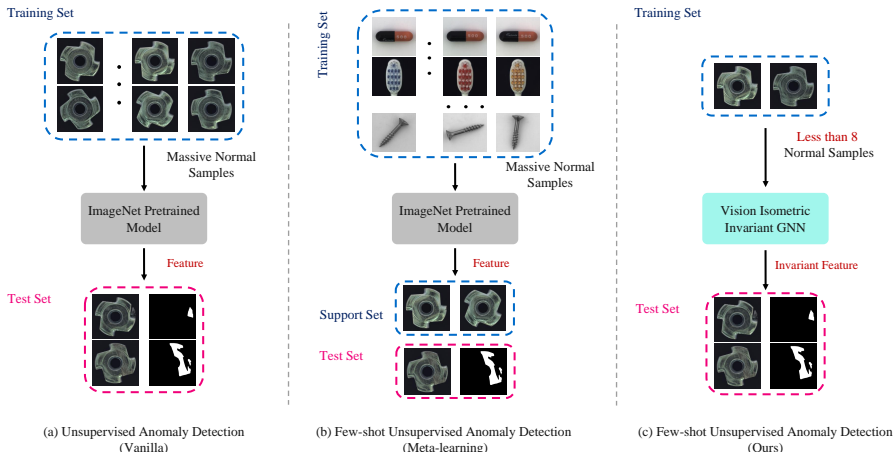 Training Set
Massive Normal
Samples
ImageNet Pretrained
Model
Feature
Test Set
(a) Unsupervised Anomaly Detection
(Vanilla)
Training Set
Massive Normal
Samples
ImageNet Pretrained
Model
Feature
Support Set
Test Set
(b) Few-shot Unsupervised Anomaly Detection
(Meta-learning)
Training Set
Less than 8
Normal Samples
Vision Isometric
Invariant GNN
Invariant Feature
Test Set
(c) Few-shot Unsupervised Anomaly Detection
(Ours)